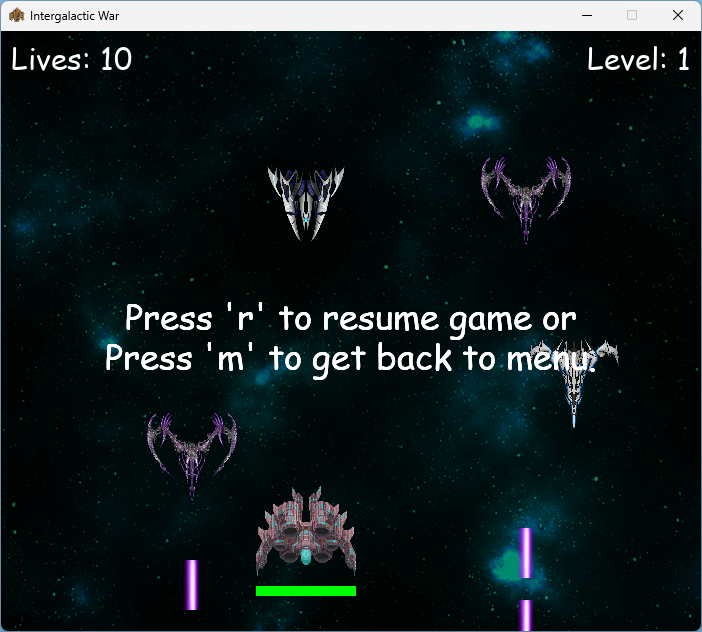 Intergalactic War
Lives: 10
Level: 1
Press 'r' to resume game or
Press 'm' to get back to menu.